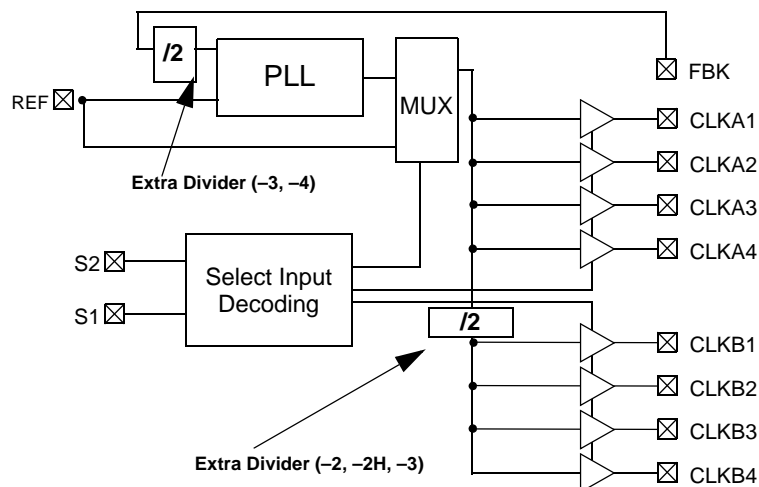 /2
PLL
FBK
REF
MUX
CLKA1
CLKA2
Extra Divider (–3, –4)
CLKA3
CLKA4
S2
Select Input
Decoding
S1
/2
CLKB1
CLKB2
CLKB3
Extra Divider (–2, –2H, –3)
CLKB4